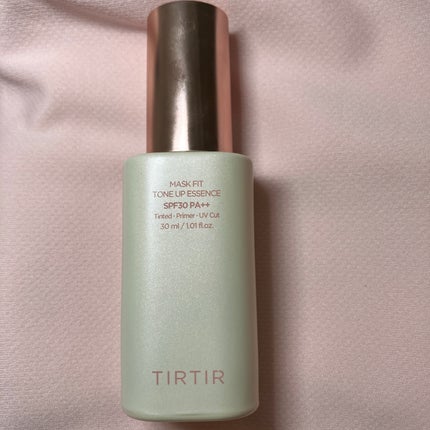 MASK FIT
TONE UP ESSENCE
SPF30 PA++
Tinted · Primer · UV Cut
30 ml / 1.01 fl.oz.
TIRTIR